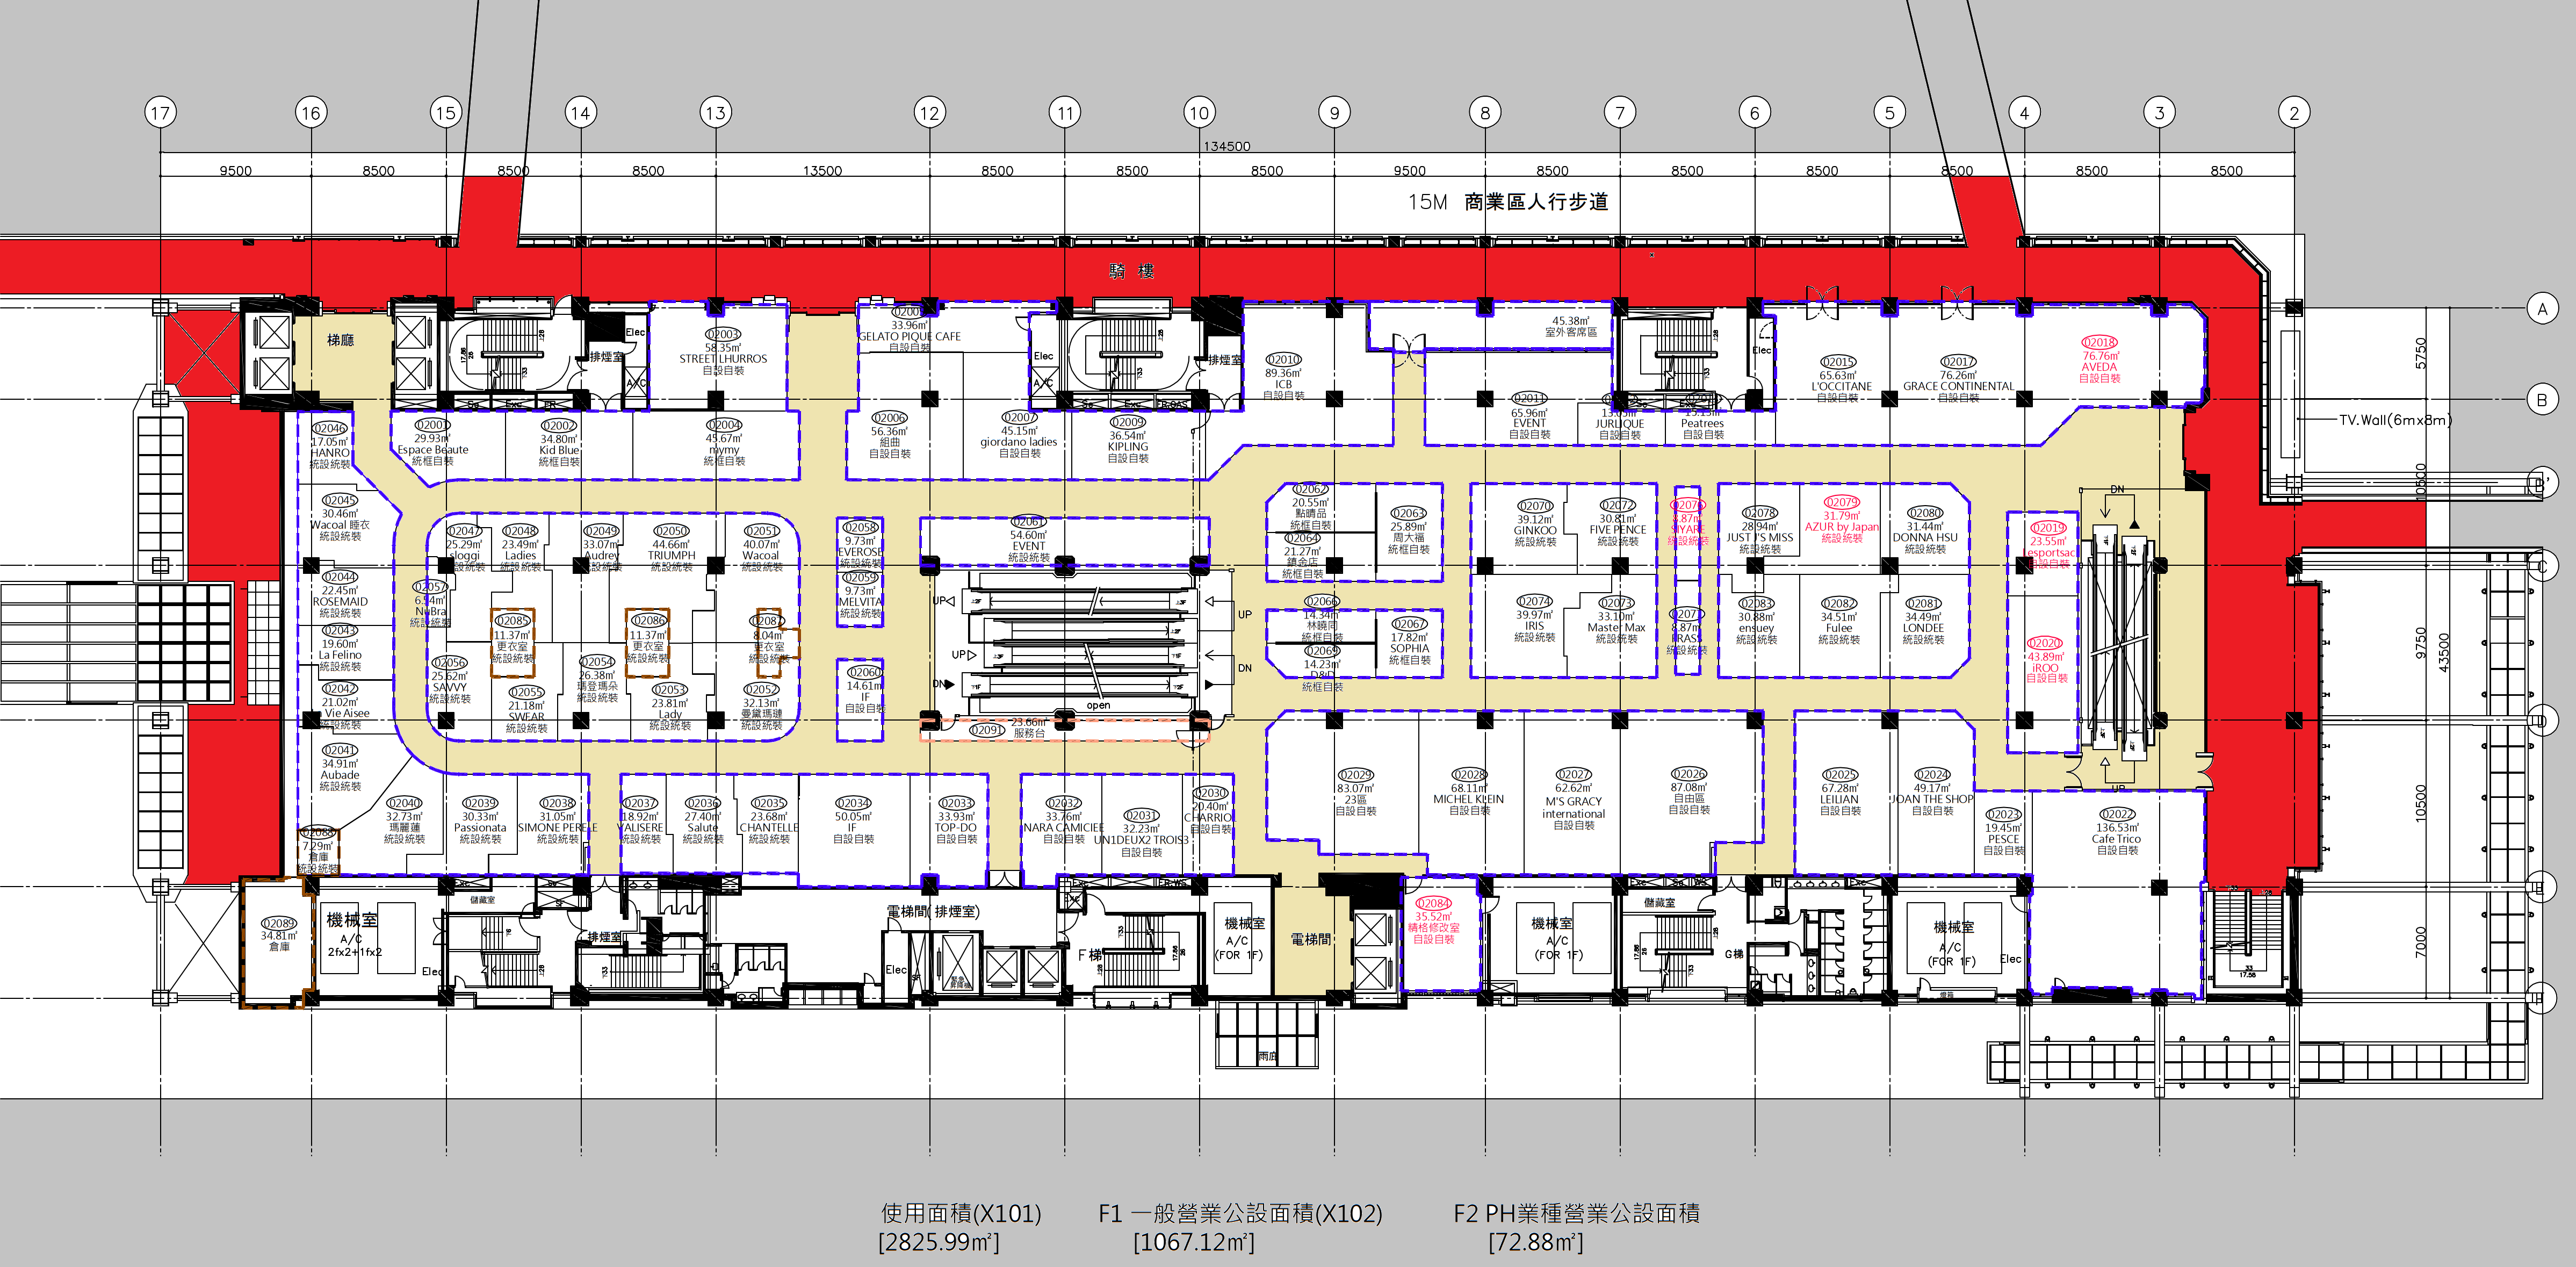 17
16
15
14
13
12
11
10
9
8
7
6
5
4
3
2
134500
9500
8500
8500
8500
13500
8500
8500
8500
9500
8500
8500
8500
8500
8500
8500
15M 商業區人行步道
騎 樓
A
B
B'
C
D
5750
10500
9750
43500
10500
7000
TV.Wall(6mx8m)
梯廳
排煙室
Elec
A/C
02003
58.35㎡
STREET LHURROS
自設自裝
33.96㎡
GELATO PIQUE CAFE
自設自裝
Elec
A/C
排煙室
02010
89.36㎡
ICB
自設自裝
45.38㎡
室外客席區
Elec
02015
65.63㎡
L'OCCITANE
自設自裝
02017
76.26㎡
GRACE CONTINENTAL
自設自裝
02018
76.76㎡
AVEDA
自設自裝
02046
17.05㎡
HANRO
統設統裝
02001
29.93㎡
Espace Beaute
統框自裝
02002
34.80㎡
Kid Blue
統框自裝
02004
45.67㎡
mymy
統框自裝
02006
56.36㎡
組曲
自設自裝
02007
45.15㎡
giordano ladies
自設自裝
02009
36.54㎡
KIPLING
自設自裝
02011
65.96㎡
EVENT
自設自裝
JURLIQUE
自設自裝
Peatrees
自設自裝
02045
30.46㎡
Wacoal 睡衣
統設統裝
02047
25.29㎡
sloggi
統設統裝
02048
23.49㎡
Ladies
統設統裝
02049
33.07㎡
Audrey
統設統裝
02050
44.66㎡
TRIUMPH
統設統裝
02051
40.07㎡
Wacoal
統設統裝
02058
9.73㎡
EVEROSE
統設統裝
02059
9.73㎡
MELVITA
統設統裝
02061
54.60㎡
EVENT
統設統裝
02062
20.55㎡
點睛品
統框自裝
02063
25.89㎡
周大福
統框自裝
02064
21.27㎡
鎮金店
統框自裝
02070
39.12㎡
GINKOO
統設統裝
02072
30.81㎡
FIVE PENCE
統設統裝
02076
8.87㎡
SIYARE
統設統裝
02078
28.94㎡
JUST J'S MISS
統設統裝
02079
31.79㎡
AZUR by Japan
統設統裝
02080
31.44㎡
DONNA HSU
統設統裝
02019
23.55㎡
Lesportsac
自設自裝
DN
02044
22.45㎡
ROSEMAID
統設統裝
02057
6.94㎡
NuBra
統設統裝
02085
11.37㎡
更衣室
統設統裝
02086
11.37㎡
更衣室
統設統裝
02087
8.04㎡
更衣室
統設統裝
UP
UP
DN
UP
DN
open
02066
14.34㎡
林曉同
統框自裝
02067
17.82㎡
SOPHIA
統框自裝
02069
14.23㎡
D&D
統框自裝
02074
39.97㎡
IRIS
統設統裝
02073
33.10㎡
Master Max
統設統裝
02077
8.87㎡
FRASS
統設統裝
02083
30.88㎡
ensuey
統設統裝
02082
34.51㎡
Fulee
統設統裝
02081
34.49㎡
LONDEE
統設統裝
02020
43.89㎡
iROO
自設自裝
02043
19.60㎡
La Felino
統設統裝
02042
21.02㎡
Vie Aisee
統設統裝
02056
25.62㎡
SAVVY
統設統裝
02055
21.18㎡
SWEAR
統設統裝
02054
26.38㎡
瑪登瑪朵
統設統裝
02053
23.81㎡
Lady
統設統裝
02052
32.13㎡
曼黛瑪璉
統設統裝
02060
14.61㎡
IF
自設自裝
02091
23.66㎡
服務台
02041
34.91㎡
Aubade
統設統裝
02040
32.73㎡
瑪麗蓮
統設統裝
02039
30.33㎡
Passionata
統設統裝
02038
31.05㎡
SIMONE PERELE
統設統裝
02037
18.92㎡
VALISERE
統設統裝
02036
27.40㎡
Salute
統設統裝
02035
23.68㎡
CHANTELLE
統設統裝
02034
50.05㎡
IF
自設自裝
02033
33.93㎡
TOP-DO
自設自裝
02032
33.76㎡
NARA CAMICIEE
自設自裝
02031
32.23㎡
UN1DEUX2 TROIS3
自設自裝
02030
20.40㎡
CHARRIO
自設自裝
02029
83.07㎡
23區
自設自裝
02028
68.11㎡
MICHEL KLEIN
自設自裝
02027
62.62㎡
M'S GRACY
international
自設自裝
02026
87.08㎡
自由區
自設自裝
02025
67.28㎡
LEILIAN
自設自裝
02024
49.17㎡
JOAN THE SHOP
自設自裝
02023
19.45㎡
PESCE
自設自裝
UP
02022
136.53㎡
Cafe Trico
自設自裝
02088
7.29㎡
倉庫
統設統裝
02089
34.81㎡
倉庫
機械室
A/C
2fx2+1fx2
Elec
儲藏室
排煙室
電梯間(排煙室)
Elec
F梯
機械室
A/C
(FOR 1F)
電梯間
02084
35.52㎡
精格修改室
自設自裝
機械室
A/C
(FOR 1F)
儲藏室
G梯
機械室
A/C
(FOR 1F)
Elec
雨庇
使用面積(X101)
[2825.99㎡]
F1 一般營業公設面積(X102)
[1067.12㎡]
F2 PH業種營業公設面積
[72.88㎡]